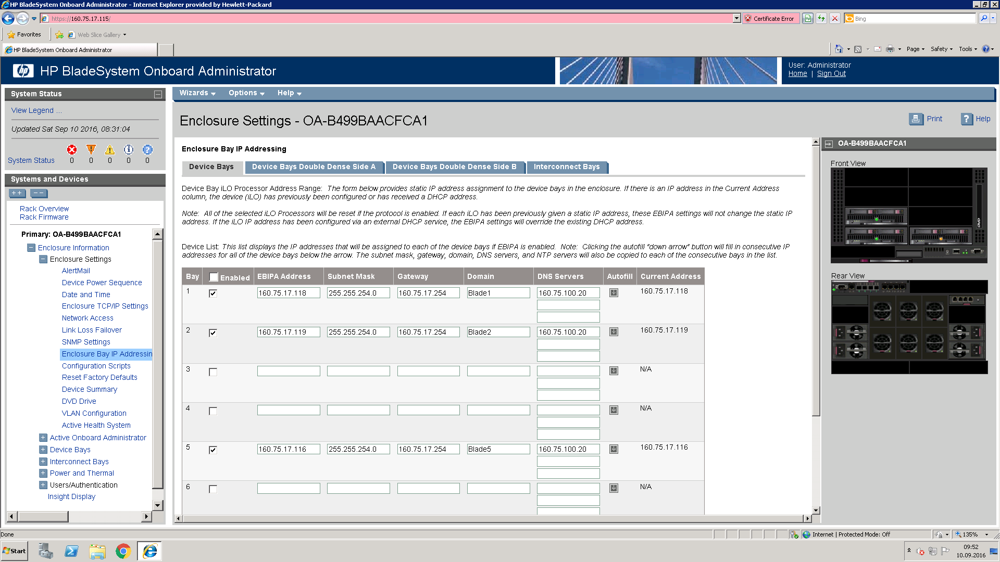 HP BladeSystem Onboard Administrator - Internet Explorer provided by Hewlett-Packard
https://160.75.17.115/
Certificate Error
Bing
Favorites
Web Slice Gallery
HP BladeSystem Onboard Administrator
Page
Safety
Tools
hp
HP BladeSystem Onboard Administrator
User: Administrator
Home | Sign Out
System Status
View Legend ...
Updated Sat Sep 10 2016, 08:31:04
System Status 0 0 0 0 0
Systems and Devices
Rack Overview
Rack Firmware
Primary: OA-B499BAACFCA1
Enclosure Information
Enclosure Settings
AlertMail
Device Power Sequence
Date and Time
Enclosure TCP/IP Settings
Network Access
Link Loss Failover
SNMP Settings
Enclosure Bay IP Addressin
Configuration Scripts
Reset Factory Defaults
Device Summary
DVD Drive
VLAN Configuration
Active Health System
Active Onboard Administrator
Device Bays
Interconnect Bays
Power and Thermal
Users/Authentication
Insight Display
Wizards Options Help
Enclosure Settings - OA-B499BAACFCA1
Print
Help
Enclosure Bay IP Addressing
Device Bays
Device Bays Double Dense Side A
Device Bays Double Dense Side B
Interconnect Bays
Device Bay iLO Processor Address Range: The form below provides static IP address assignment to the device bays in the enclosure. If there is an IP address in the Current Address
column, the device (iLO) has previously been configured or has received a DHCP address.
Note: All of the selected iLO Processors will be reset if the protocol is enabled. If each iLO has been previously given a static IP address, these EBIPA settings will not change the static IP
address. If the iLO IP address has been configured via an external DHCP service, the EBIPA settings will override the existing DHCP address.
Device List: This list displays the IP addresses that will be assigned to each of the device bays if EBIPA is enabled. Note: Clicking the autofill "down arrow" button will fill in consecutive IP
addresses for all of the device bays below the arrow. The subnet mask, gateway, domain, DNS servers, and NTP servers will also be copied to each of the consecutive bays in the list.
Bay Enabled EBIPA Address Subnet Mask Gateway Domain DNS Servers Autofill Current Address
1 160.75.17.118 255.255.254.0 160.75.17.254 Blade1 160.75.100.20 160.75.17.118
2 160.75.17.119 255.255.254.0 160.75.17.254 Blade2 160.75.100.20 160.75.17.119
3 N/A
4 N/A
5 160.75.17.116 255.255.254.0 160.75.17.254 Blade5 160.75.100.20 160.75.17.116
6 N/A
OA-B499BAACFCA1
Front View
DVD
Rear View
Done
Internet | Protected Mode: Off
135%
Start
09:52
10.09.2016